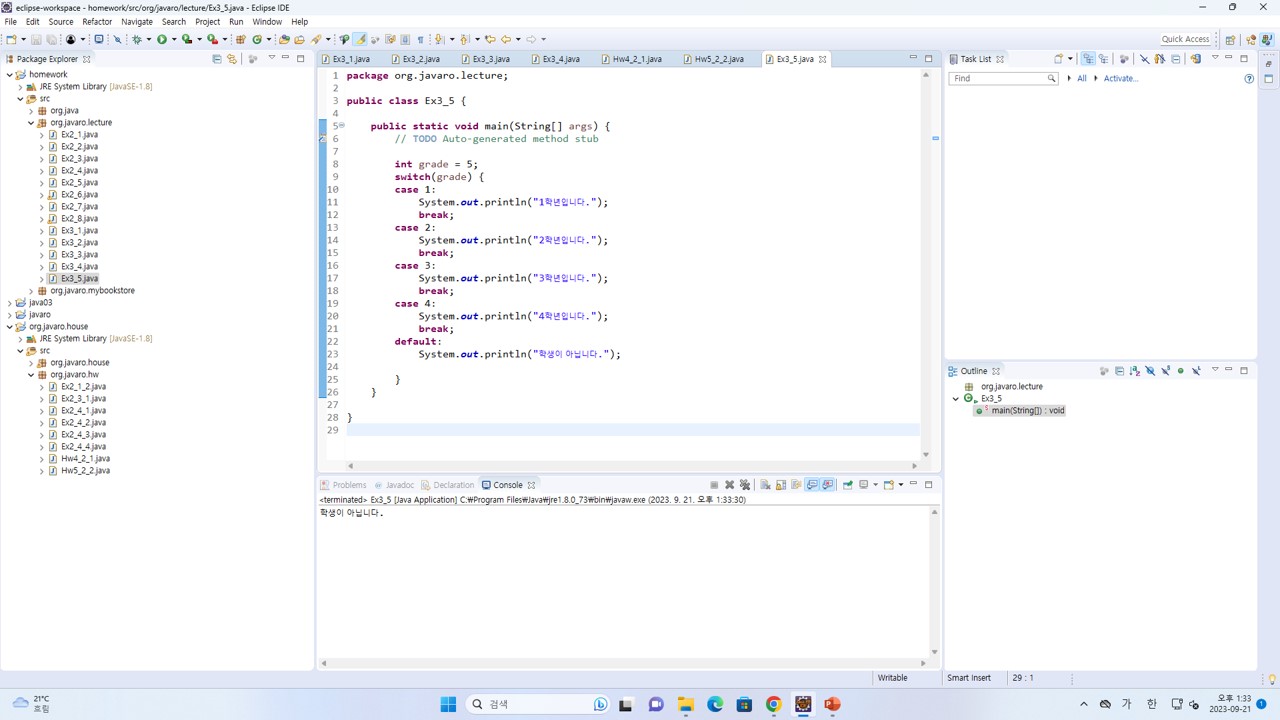 eclipse-workspace - homework/src/org/javaro/lecture/Ex3_5.java - Eclipse IDE
File Edit Source Refactor Navigate Search Project Run Window Help
Quick Access
Package Explorer
homework
JRE System Library [JavaSE-1.8]
src
org.java
org.javaro.lecture
Ex2_1.java
Ex2_2.java
Ex2_3.java
Ex2_4.java
Ex2_5.java
Ex2_6.java
Ex2_7.java
Ex2_8.java
Ex3_1.java
Ex3_2.java
Ex3_3.java
Ex3_4.java
Ex3_5.java
org.javaro.mybookstore
java03
javaro
org.javaro.house
JRE System Library [JavaSE-1.8]
src
org.javaro.house
org.javaro.hw
Ex2_1_2.java
Ex2_3_1.java
Ex2_4_1.java
Ex2_4_2.java
Ex2_4_3.java
Ex2_4_4.java
Hw4_2_1.java
Hw5_2_2.java
Ex3_1.java Ex3_2.java Ex3_3.java Ex3_4.java Hw4_2_1.java Hw5_2_2.java Ex3_5.java
1 package org.javaro.lecture;
2
3 public class Ex3_5 {
4
5 public static void main(String[] args) {
6 // TODO Auto-generated method stub
7
8 int grade = 5;
9 switch(grade) {
10 case 1:
11 System.out.println("1학년입니다.");
12 break;
13 case 2:
14 System.out.println("2학년입니다.");
15 break;
16 case 3:
17 System.out.println("3학년입니다.");
18 break;
19 case 4:
20 System.out.println("4학년입니다.");
21 break;
22 default:
23 System.out.println("학생이 아닙니다.");
24
25 }
26 }
27
28 }
29
Problems Javadoc Declaration Console
<terminated> Ex3_5 [Java Application] C:₩Program Files₩Java₩jre1.8.0_73₩bin₩javaw.exe (2023. 9. 21. 오후 1:33:30)
학생이 아닙니다.
Task List
Find All Activate...
Outline
org.javaro.lecture
Ex3_5
main(String[]) : void
Writable Smart Insert 29 : 1
21°C
흐림
검색
가 한
오후 1:33
2023-09-21